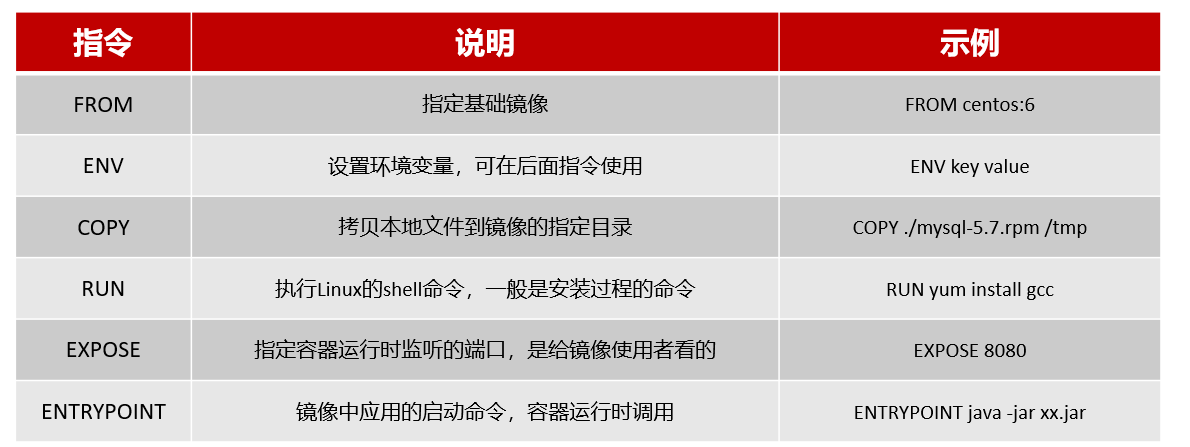 指令 说明 示例
FROM 指定基础镜像 FROM centos:6
ENV 设置环境变量，可在后面指令使用 ENV key value
COPY 拷贝本地文件到镜像的指定目录 COPY ./mysql-5.7.rpm /tmp
RUN 执行Linux的shell命令，一般是安装过程的命令 RUN yum install gcc
EXPOSE 指定容器运行时监听的端口，是给镜像使用者看的 EXPOSE 8080
ENTRYPOINT 镜像中应用的启动命令，容器运行时调用 ENTRYPOINT java -jar xx.jar